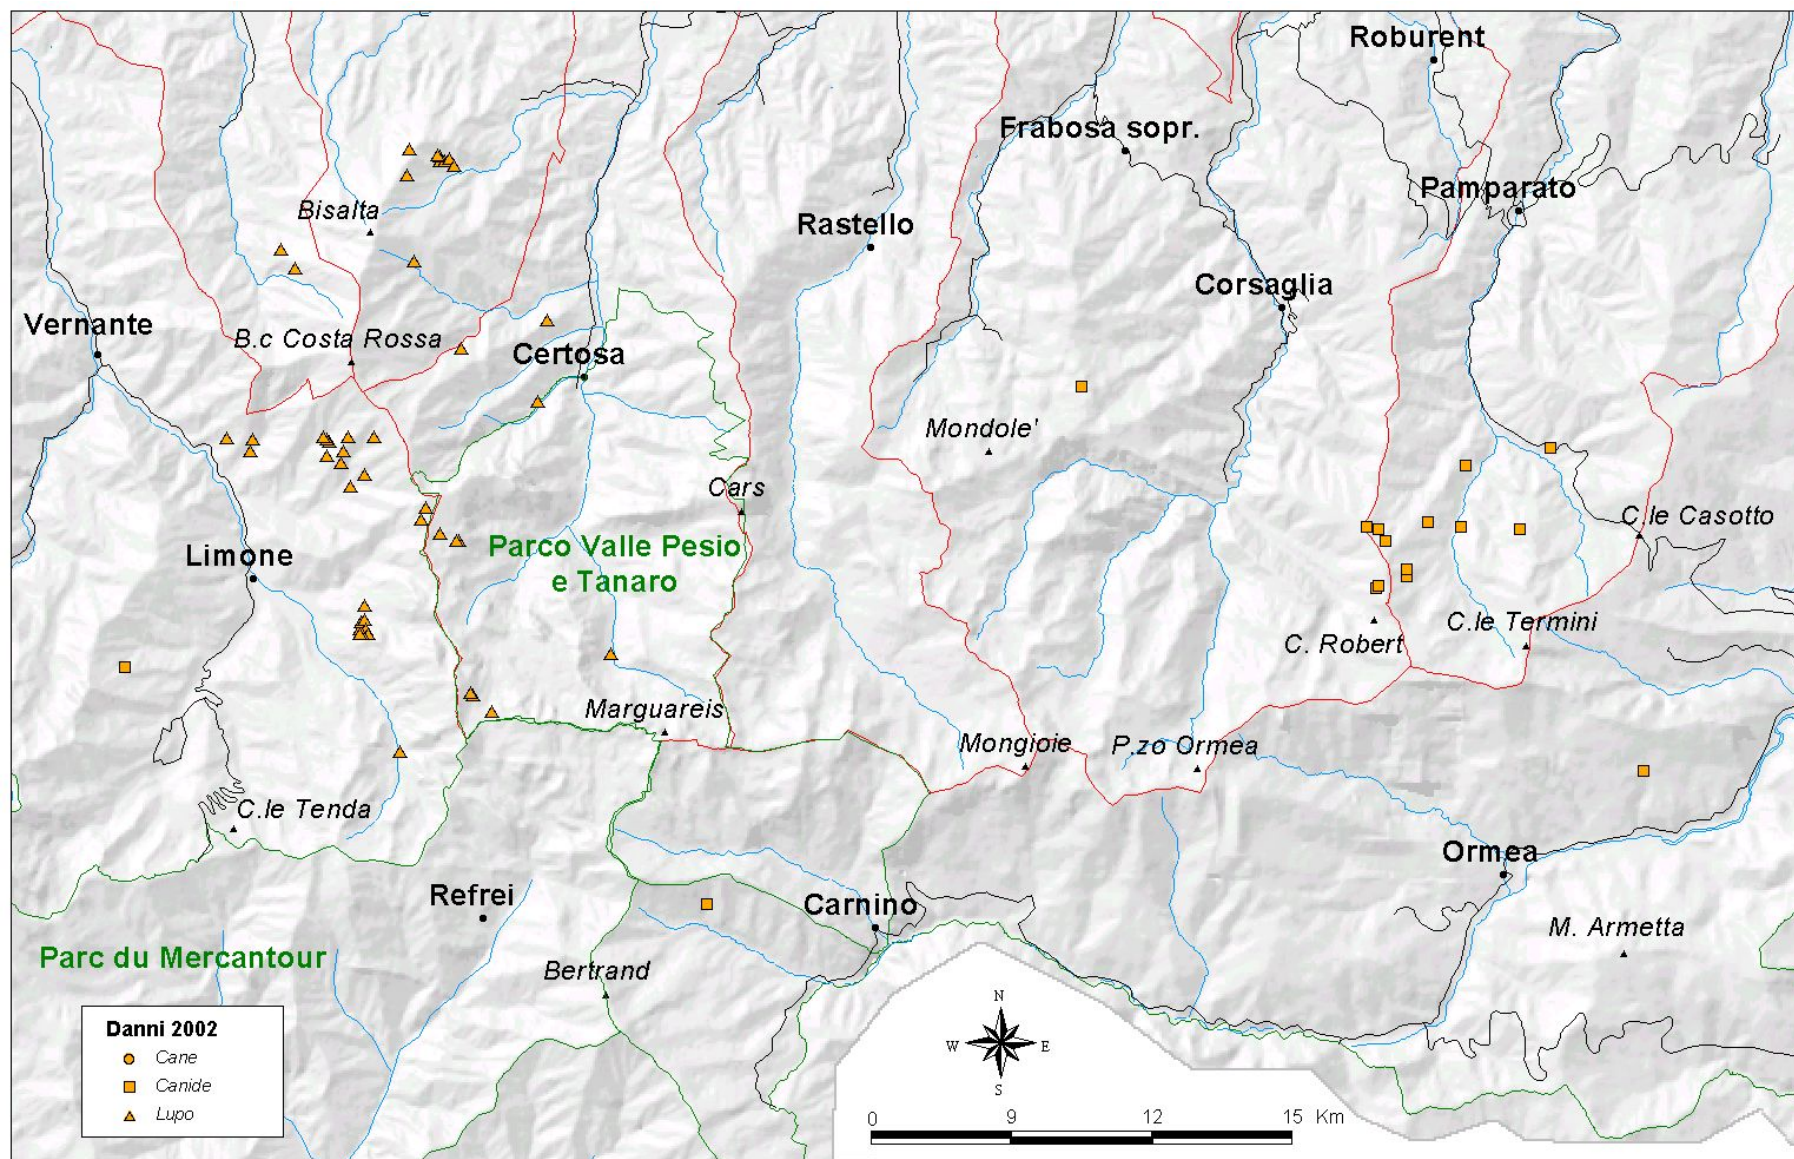 Roburent
Frabosa sopr.
Pamparato
Bisalta
Rastello
Corsaglia
Vernante
B.c Costa Rossa
Certosa
Mondole'
Cars
C.le Casotto
Limone
Parco Valle Pesio
e Tanaro
C. Robert
C.le Termini
Marguareis
Mongioie
P.zo Ormea
C.le Tenda
Ormea
Refrei
Carnino
M. Armetta
Parc du Mercantour
Bertrand
Danni 2002
Cane
Canide
Lupo
N
W E
S
0 9 12 15 Km